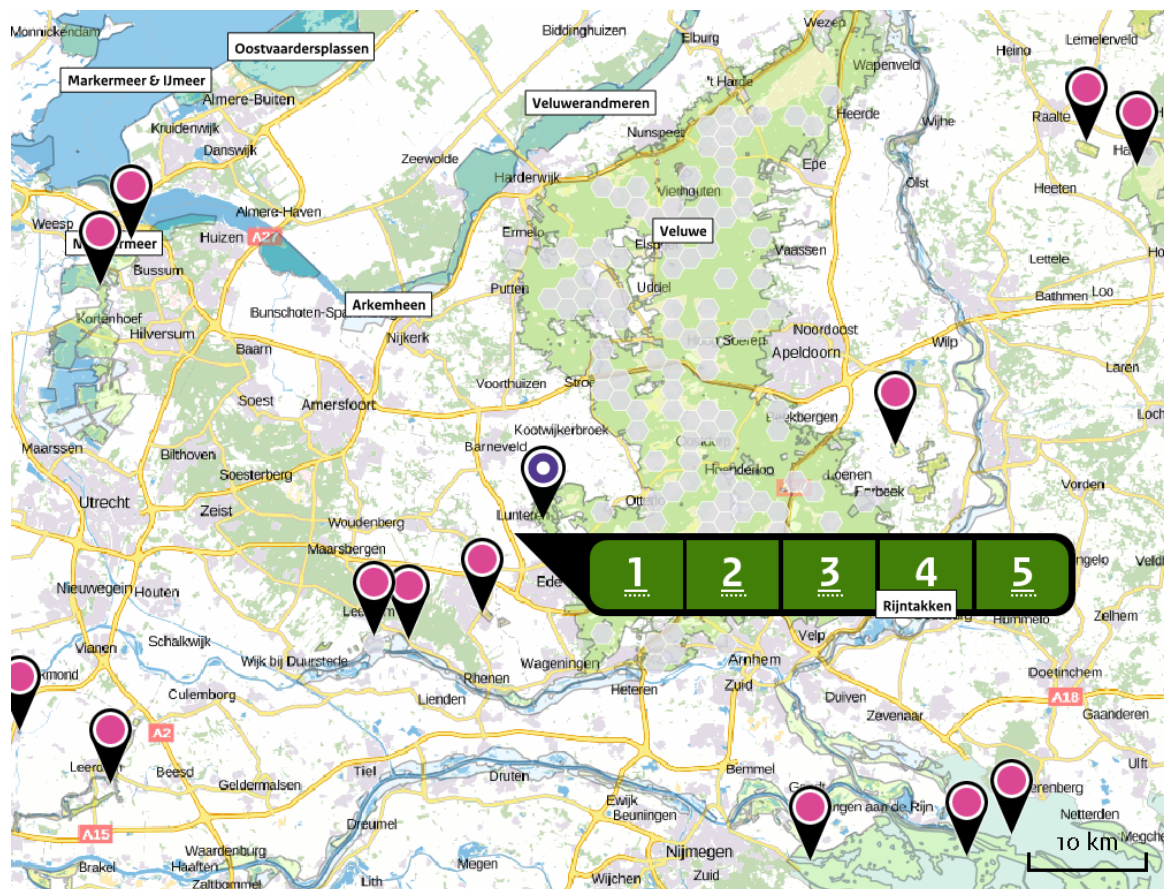 Monnickendam
Oostvaardersplassen
Biddinghuizen
Elburg
Wezep
Lemelerveld
Heino
Markermeer & IJmeer
't Harde
Wapenveld
Almere-Buiten
Veluwerandmeren
Heerde
Raalte
Kruidenwijk
Nunspeet
Wijhe
Danswijk
Zeewolde
Epe
Harderwijk
Olst
Heeten
Vierhouten
Almere-Haven
Weesp
Huizen
A27
Ermelo
Veluwe
Vaassen
Bussum
Lettele
Putten
Uddel
Bathmen
Loo
Arkemheen
Kortenhoef
Hilversum
Nijkerk
Noordoost
Wilp
Baarn
Apeldoorn
Laren
Voorthuizen
Soest
Amersfoort
Beekbergen
Kootwijkerbroek
Maarssen
Barneveld
Bilthoven
Soesterberg
Hoenderloo
Loenen
Vorden
Utrecht
Eerbeek
Zeist
Woudenberg
Lunteren
Maarsbergen
Ede
1
2
3
4
5
Nieuwegein
Houten
Rijntakken
Zelhem
Hummelo
Schalkwijk
Velp
Vianen
Wijk bij Duurstede
Wageningen
Arnhem
Rhenen
Doetinchem
Zuid
Heteren
Culemborg
Lienden
Duiven
A18
Zevenaar
Gaanderen
A2
Leerdam
Beesd
Tiel
Druten
Bemmel
Ulft
Geldermalsen
Ewijk
Beuningen
Netterden
Dreumel
A15
Waardenburg
Nijmegen
10 km
Brakel
Haaften
Megen
Zaltbommel
Lith
Wijchen
Zuid